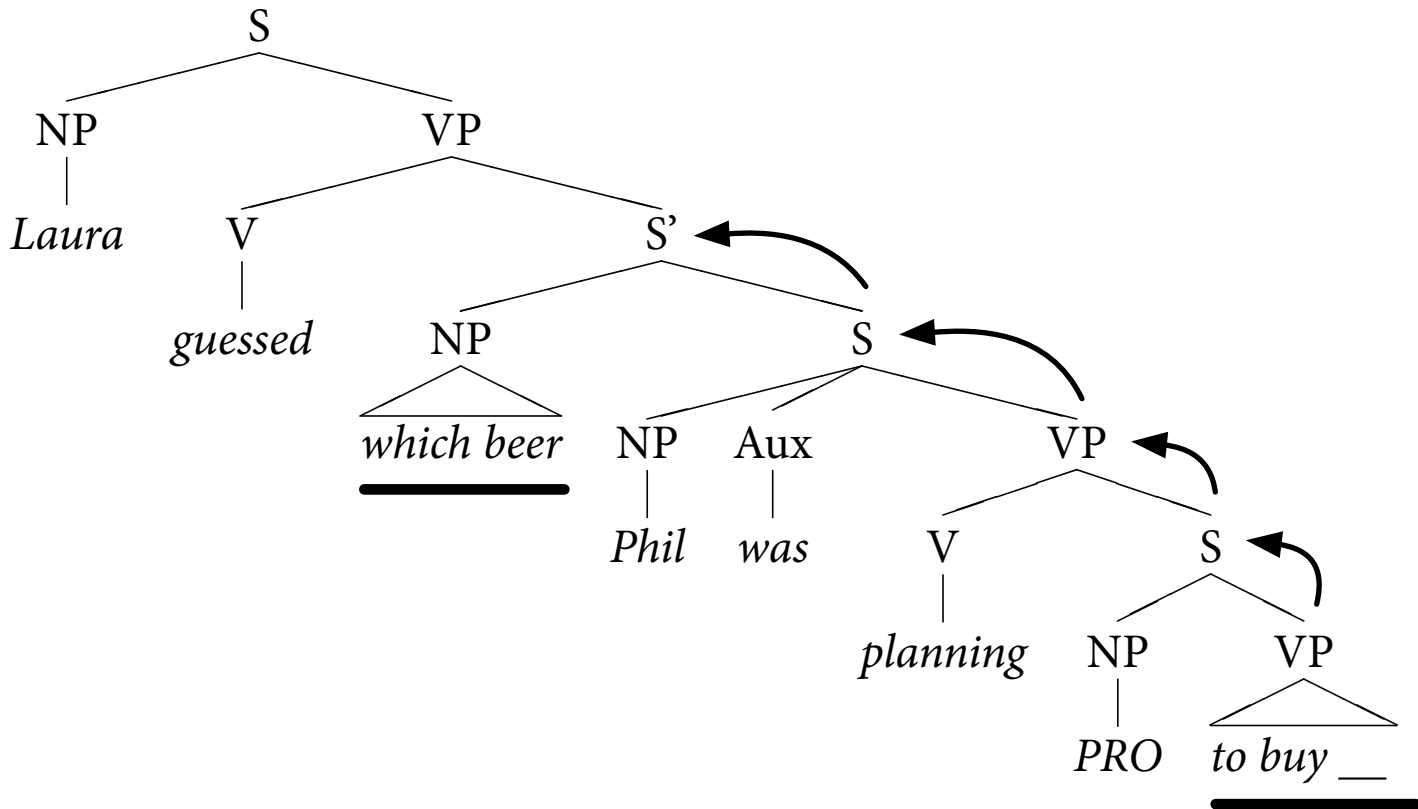 S
NP VP
Laura V S’
guessed NP S
which beer NP Aux VP
Phil was V S
planning NP VP
PRO to buy __